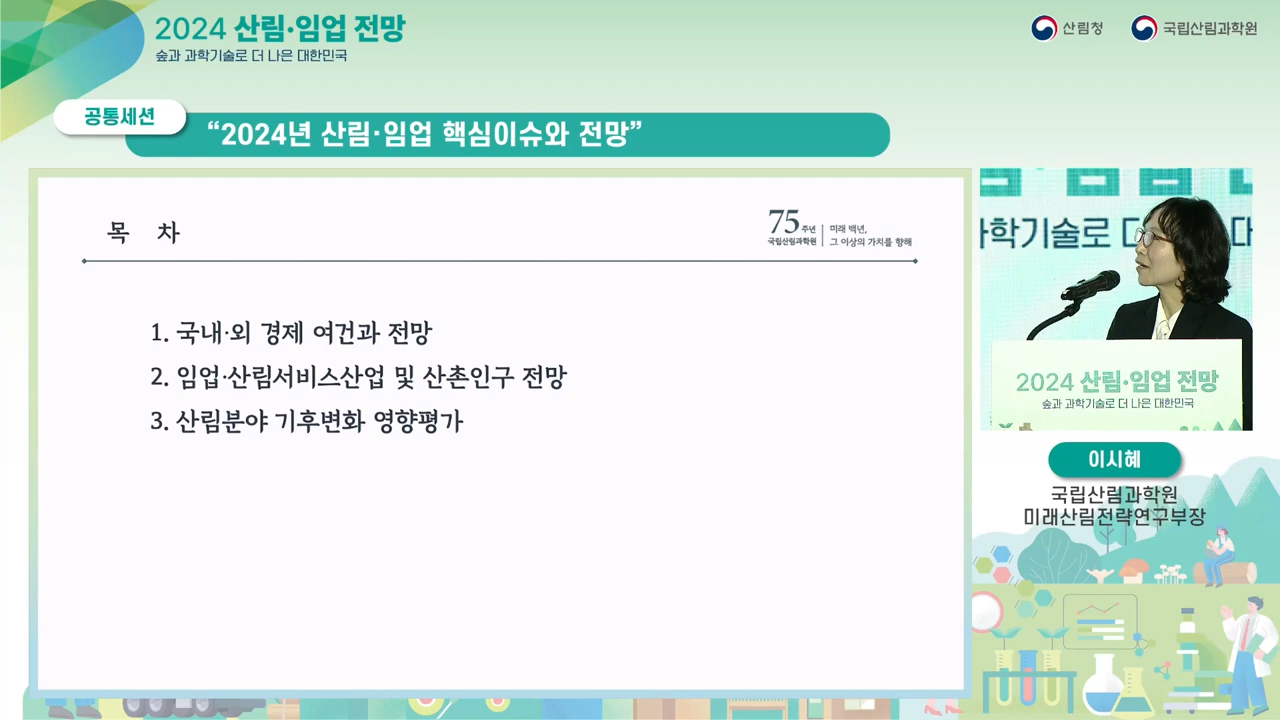 2024 산림·임업 전망
숲과 과학기술로 더 나은 대한민국
산림청
국립산림과학원
공통세션
“2024년 산림·임업 핵심이슈와 전망”
목 차
75주년
국립산림과학원
미래 백년,
그 이상의 가치를 향해
1. 국내·외 경제 여건과 전망
2. 임업·산림서비스산업 및 산촌인구 전망
3. 산림분야 기후변화 영향평가
과학기술로 더
2024 산림·임업 전망
숲과 과학기술로 더 나은 대한민국
이시혜
국립산림과학원
미래산림전략연구부장